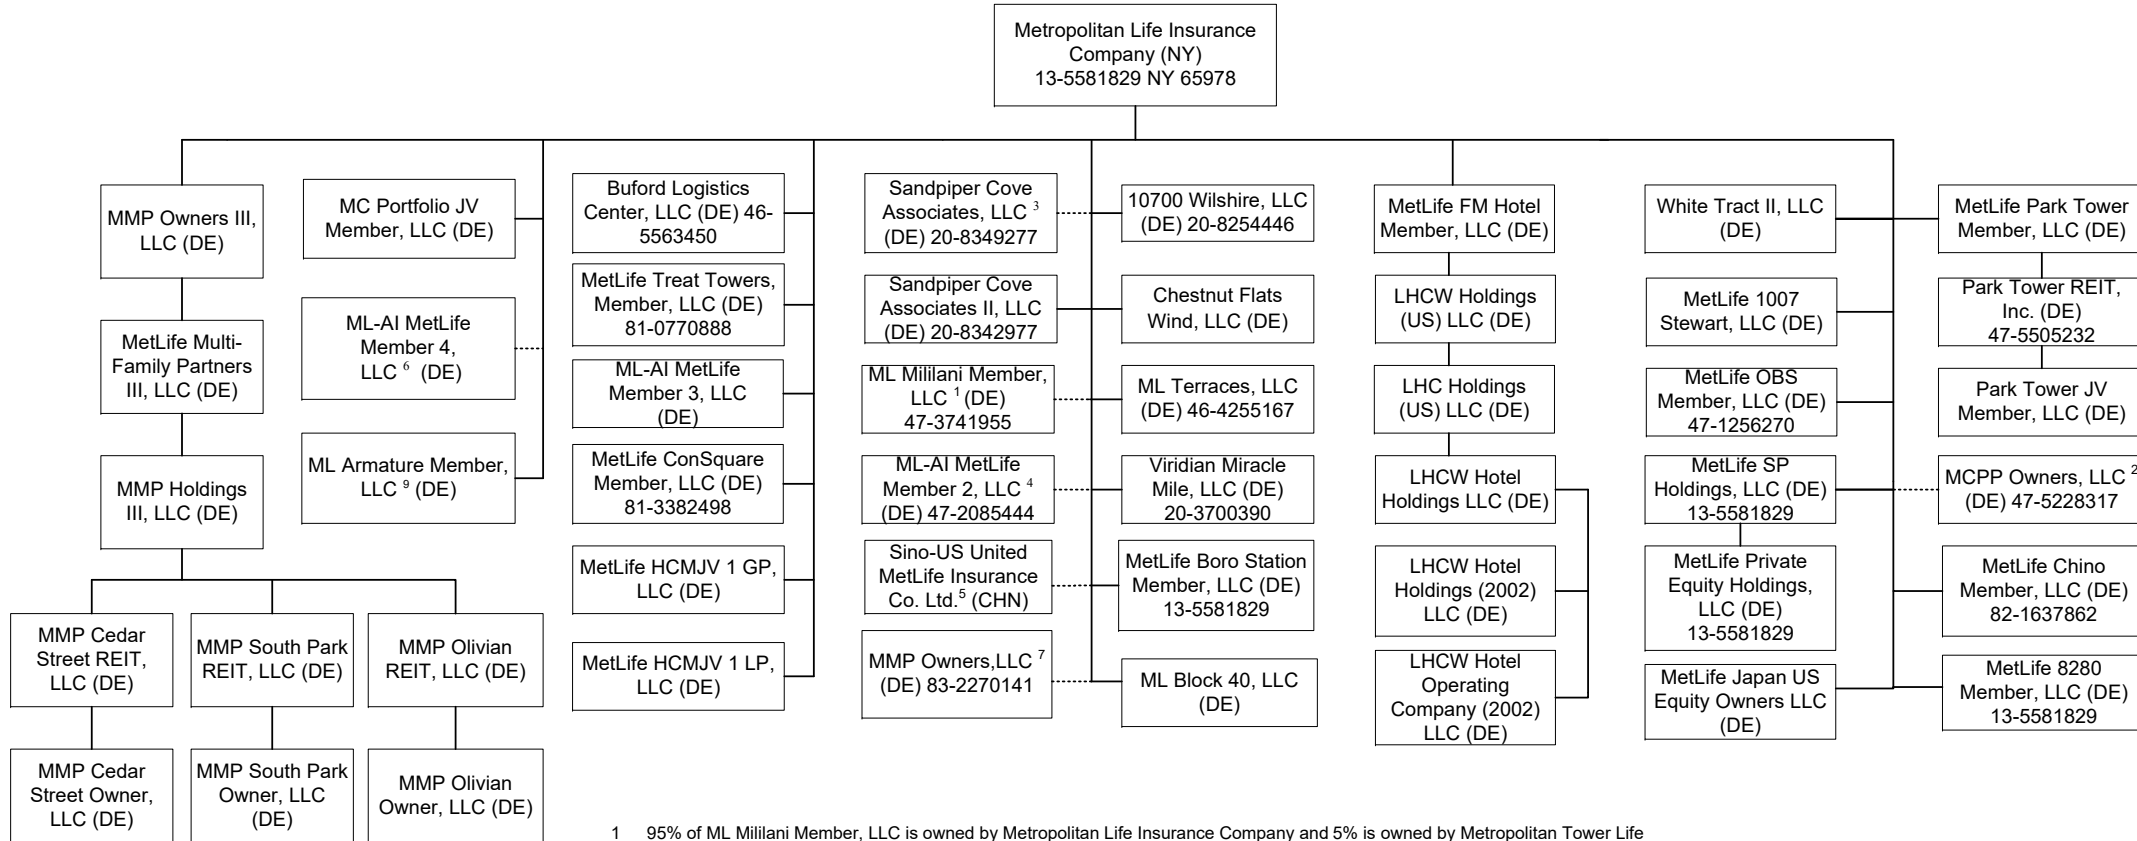 Metropolitan Life Insurance
Company (NY)
13-5581829 NY 65978
MMP Owners III,
LLC (DE)
MetLife Multi-
Family Partners
III, LLC (DE)
MMP Holdings
III, LLC (DE)
MMP Cedar
Street REIT,
LLC (DE)
MMP South Park
REIT, LLC (DE)
MMP Olivian
REIT, LLC (DE)
MMP Cedar
Street Owner,
LLC (DE)
MMP South Park
Owner, LLC
(DE)
MMP Olivian
Owner, LLC (DE)
MC Portfolio JV
Member, LLC (DE)
ML-AI MetLife
Member 4,
LLC 6 (DE)
ML Armature Member,
LLC 9 (DE)
Buford Logistics
Center, LLC (DE) 46-
5563450
MetLife Treat Towers,
Member, LLC (DE)
81-0770888
ML-AI MetLife
Member 3, LLC
(DE)
MetLife ConSquare
Member, LLC (DE)
81-3382498
MetLife HCMJV 1 GP,
LLC (DE)
MetLife HCMJV 1 LP,
LLC (DE)
Sandpiper Cove
Associates, LLC 3
(DE) 20-8349277
Sandpiper Cove
Associates II, LLC
(DE) 20-8342977
ML Mililani Member,
LLC 1 (DE)
47-3741955
ML-AI MetLife
Member 2, LLC 4
(DE) 47-2085444
Sino-US United
MetLife Insurance
Co. Ltd.5 (CHN)
MMP Owners,LLC 7
(DE) 83-2270141
10700 Wilshire, LLC
(DE) 20-8254446
Chestnut Flats
Wind, LLC (DE)
ML Terraces, LLC
(DE) 46-4255167
Viridian Miracle
Mile, LLC (DE)
20-3700390
MetLife Boro Station
Member, LLC (DE)
13-5581829
ML Block 40, LLC
(DE)
MetLife FM Hotel
Member, LLC (DE)
LHCW Holdings
(US) LLC (DE)
LHC Holdings
(US) LLC (DE)
LHCW Hotel
Holdings LLC (DE)
LHCW Hotel
Holdings (2002)
LLC (DE)
LHCW Hotel
Operating
Company (2002)
LLC (DE)
White Tract II, LLC
(DE)
MetLife 1007
Stewart, LLC (DE)
MetLife OBS
Member, LLC (DE)
47-1256270
MetLife SP
Holdings, LLC (DE)
13-5581829
MetLife Private
Equity Holdings,
LLC (DE)
13-5581829
MetLife Japan US
Equity Owners LLC
(DE)
MetLife Park Tower
Member, LLC (DE)
Park Tower REIT,
Inc. (DE)
47-5505232
Park Tower JV
Member, LLC (DE)
MCPP Owners, LLC 2
(DE) 47-5228317
MetLife Chino
Member, LLC (DE)
82-1637862
MetLife 8280
Member, LLC (DE)
13-5581829
1 95% of ML Mililani Member, LLC is owned by Metropolitan Life Insurance Company and 5% is owned by Metropolitan Tower Life